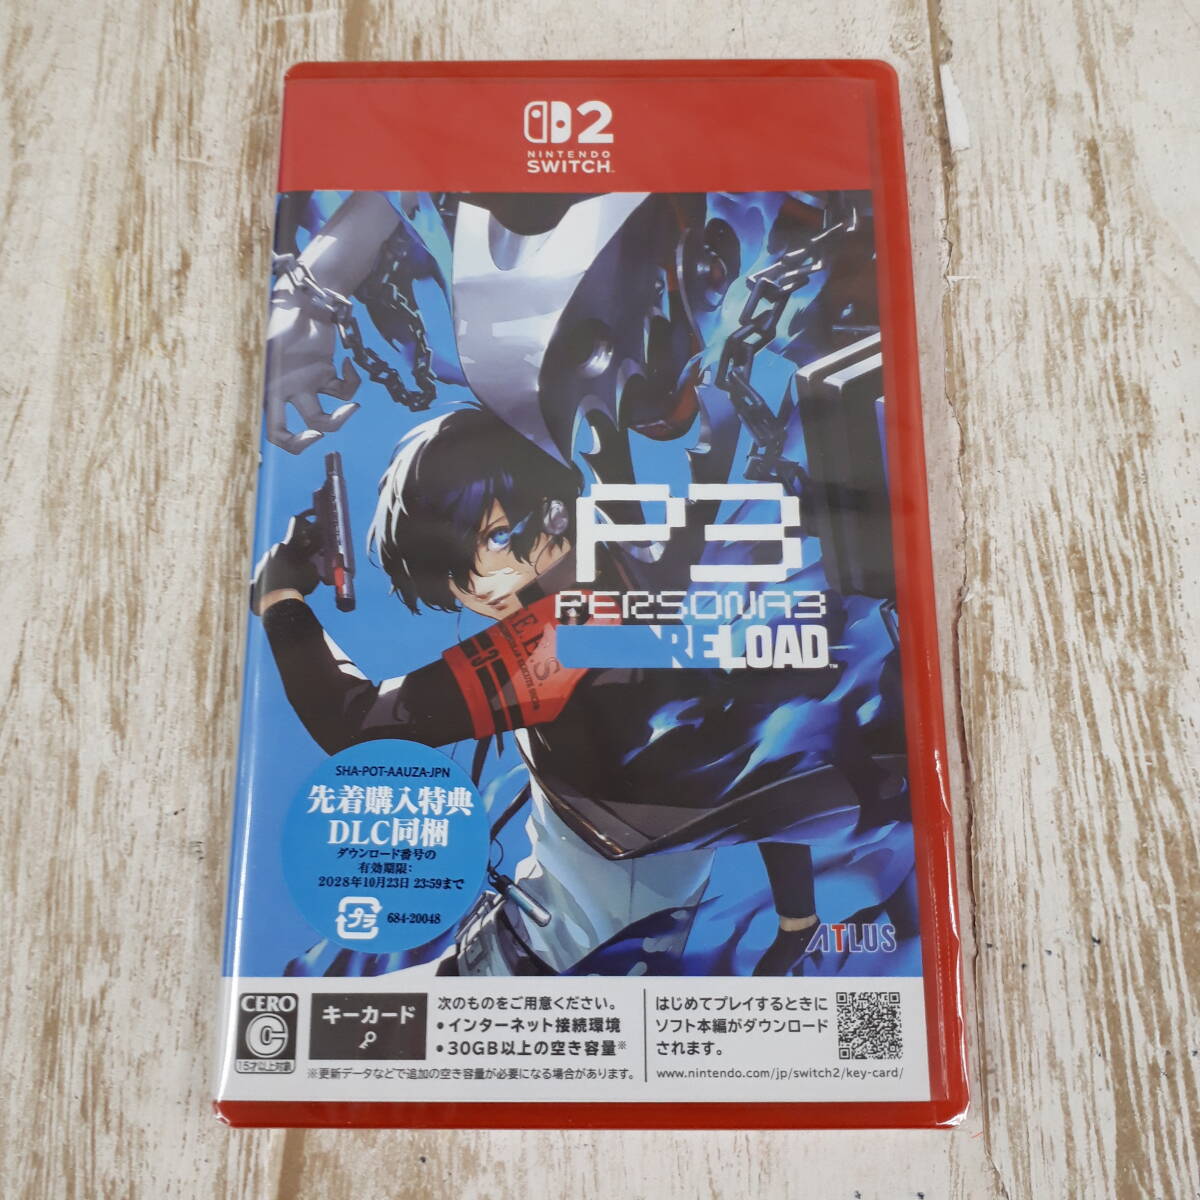 2
NINTENDO
SWITCH™
P3
PERSONA3
RELOAD™
S.E.E.S.
SHA-POT-AAUZA-JPN
先着購入特典
DLC同梱
ダウンロード番号の
有効期限:
2028年10月23日 23:59まで
プラ
684-20048
ATLUS
CERO
C
15才以上対象
キーカード
次のものをご用意ください。
•インターネット接続環境
•30GB以上の空き容量※
※更新データなどで追加の空き容量が必要になる場合があります。
はじめてプレイするときに
ソフト本編がダウンロード
されます。
www.nintendo.com/jp/switch2/key-card/